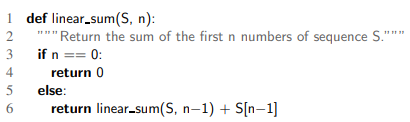 1 def linear_sum(S, n):
2 """Return the sum of the first n numbers of sequence S."""
3 if n == 0:
4 return 0
5 else:
6 return linear_sum(S, n−1) + S[n−1]